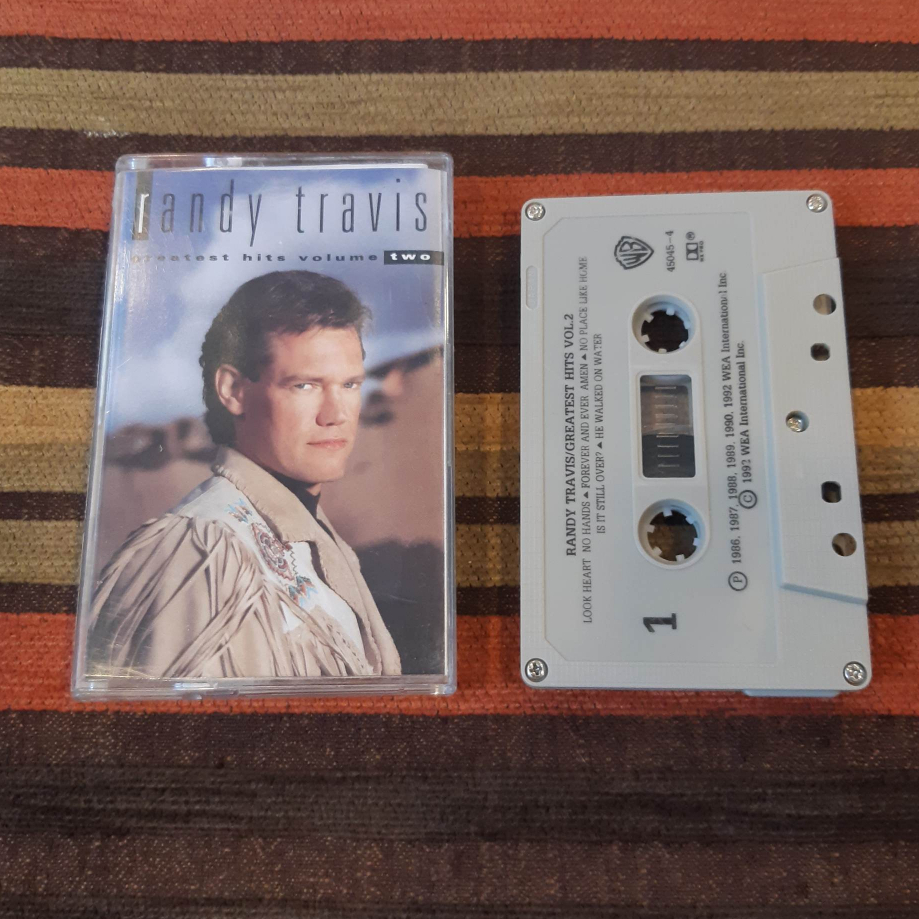 randy travis
greatest hits volume two
WB
45045-4
RANDY TRAVIS/GREATEST HITS VOL.2
LOOK HEART NO HANDS ▲ FOREVER AND EVER AMEN ▲ NO PLACE LIKE HOME
IS IT STILL OVER? ▲ HE WALKED ON WATER
1
Ⓟ 1986, 1987, 1988, 1989, 1990, 1992 WEA International Inc
Ⓒ 1992 WEA International Inc.